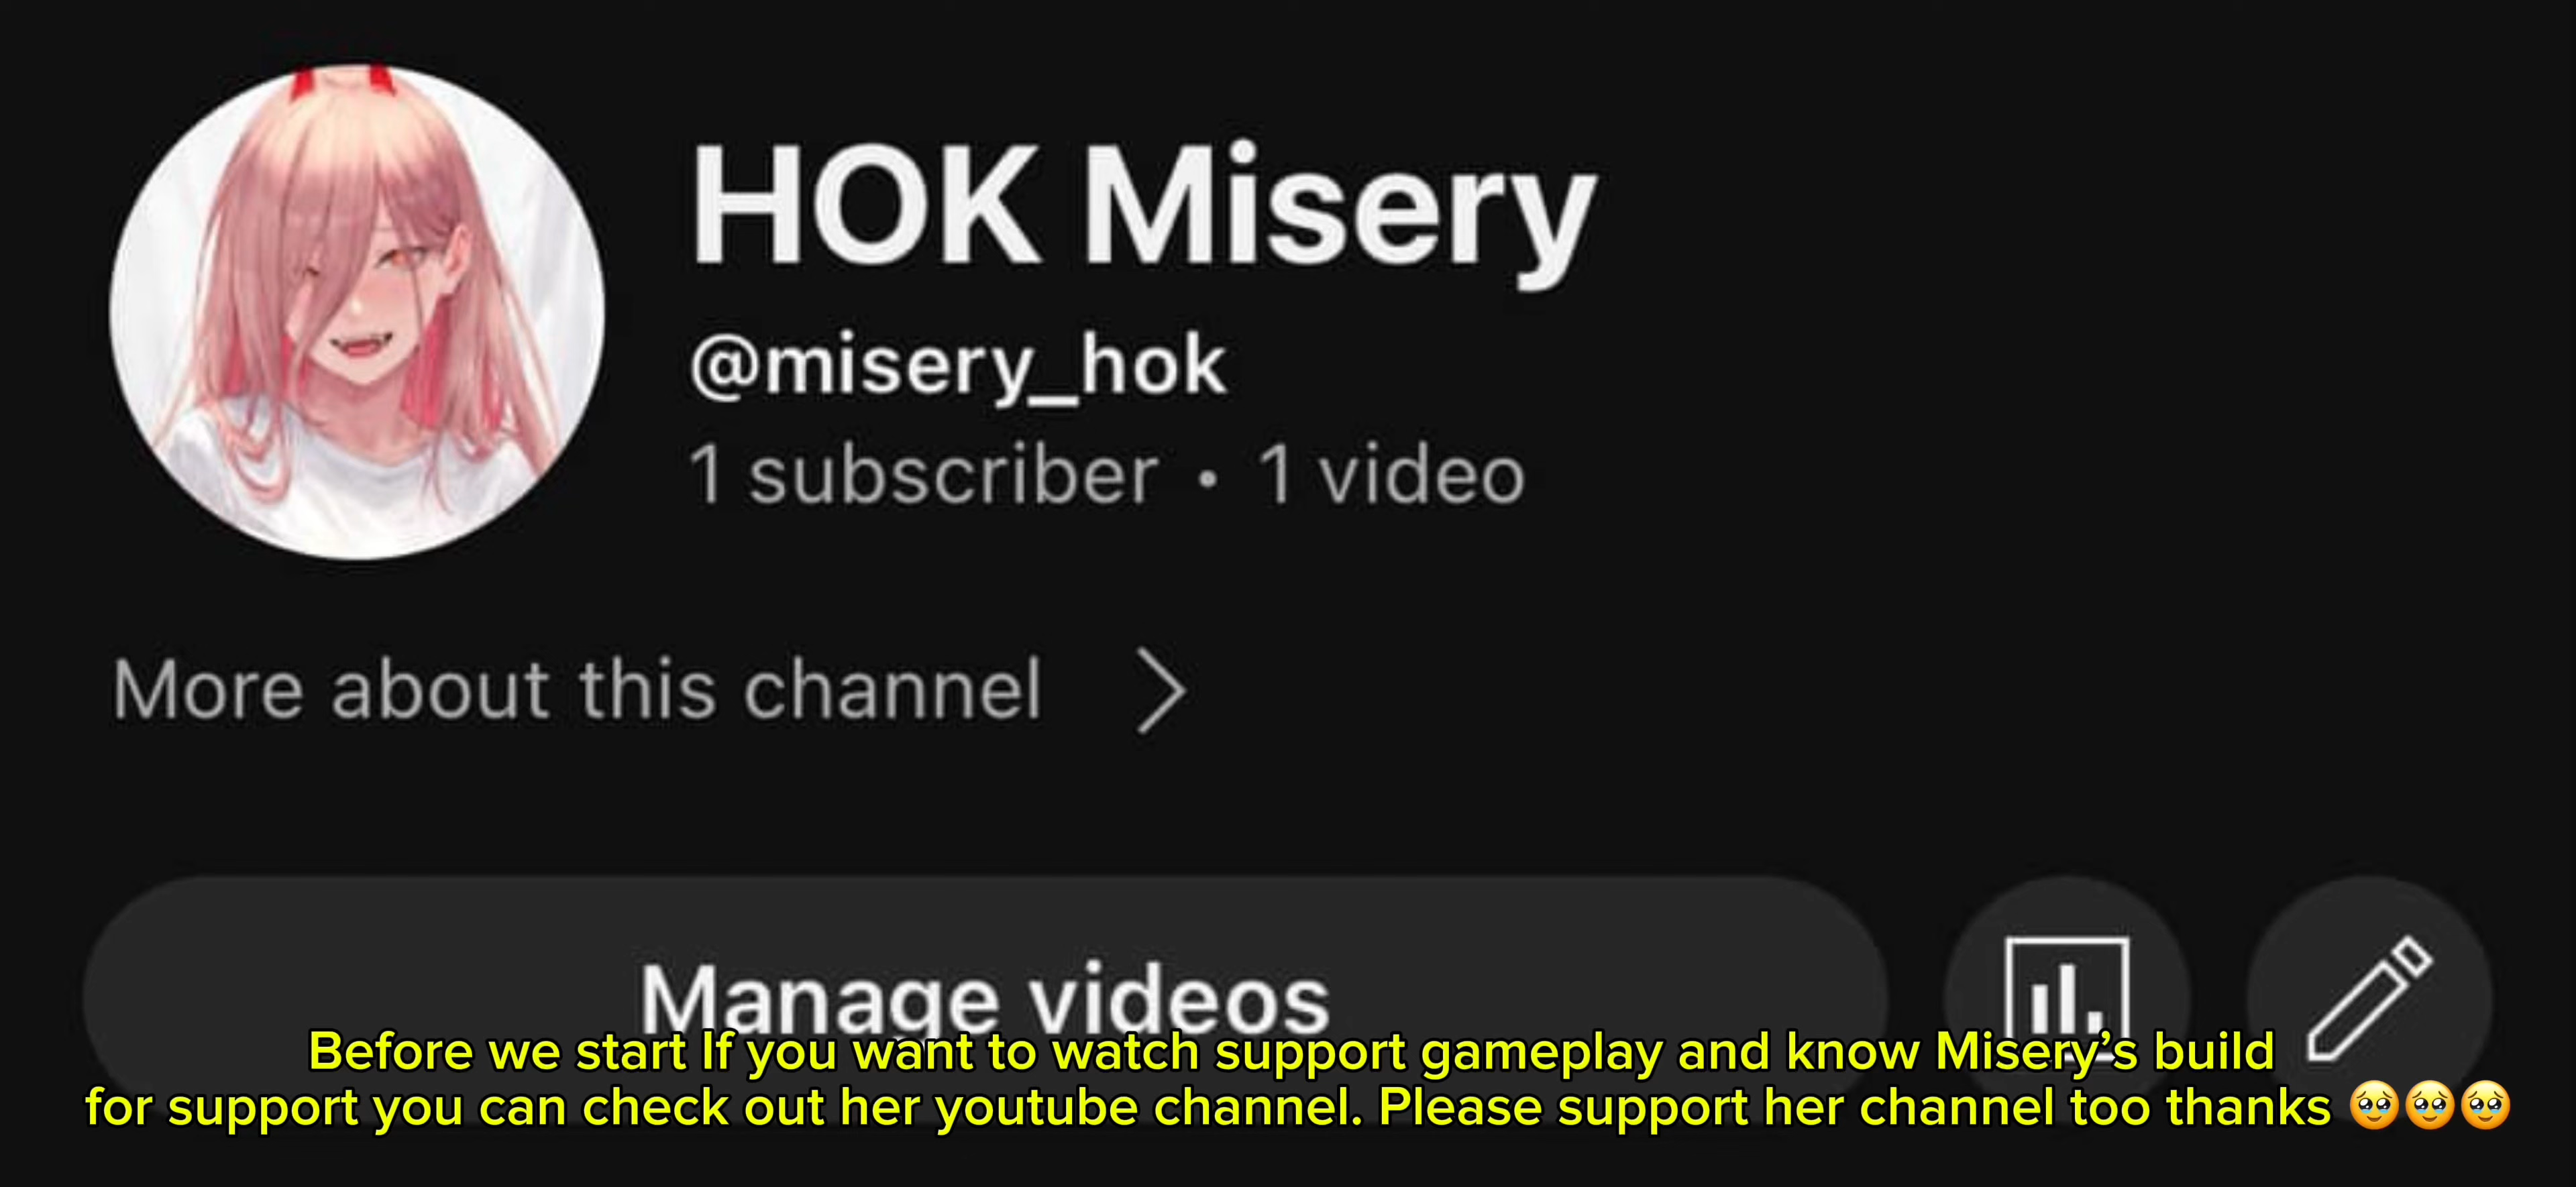 HOK Misery
@misery_hok
1 subscriber • 1 video
More about this channel
Manage videos
Before we start If you want to watch support gameplay and know Misery’s build
for support you can check out her youtube channel. Please support her channel too thanks 🥹🥹🥹